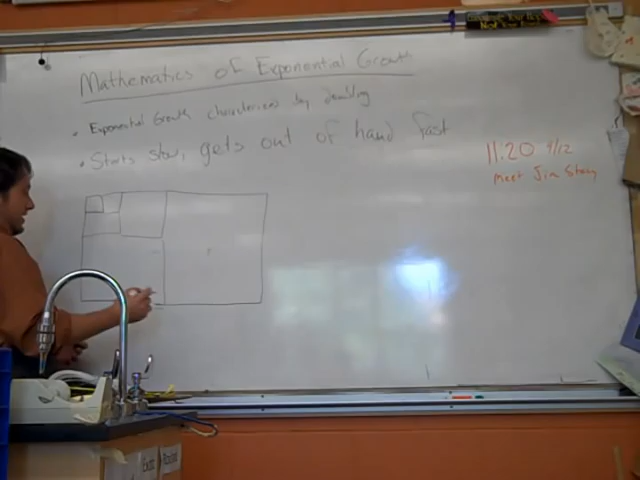 Mathematics of Exponential Growth
• Exponential Growth characterized by doubling
• Starts slow, gets out of hand fast
11:20 9/12
meet Jim Strong